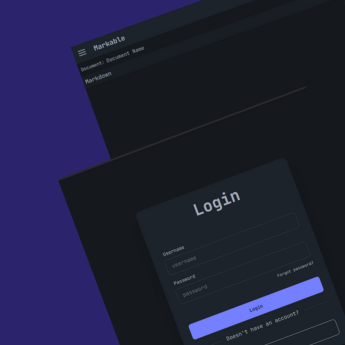 Markable
Document: Document Name
Markdown
Login
Username
username
Password
password
Forgot password?
Login
Doesn't have an account?